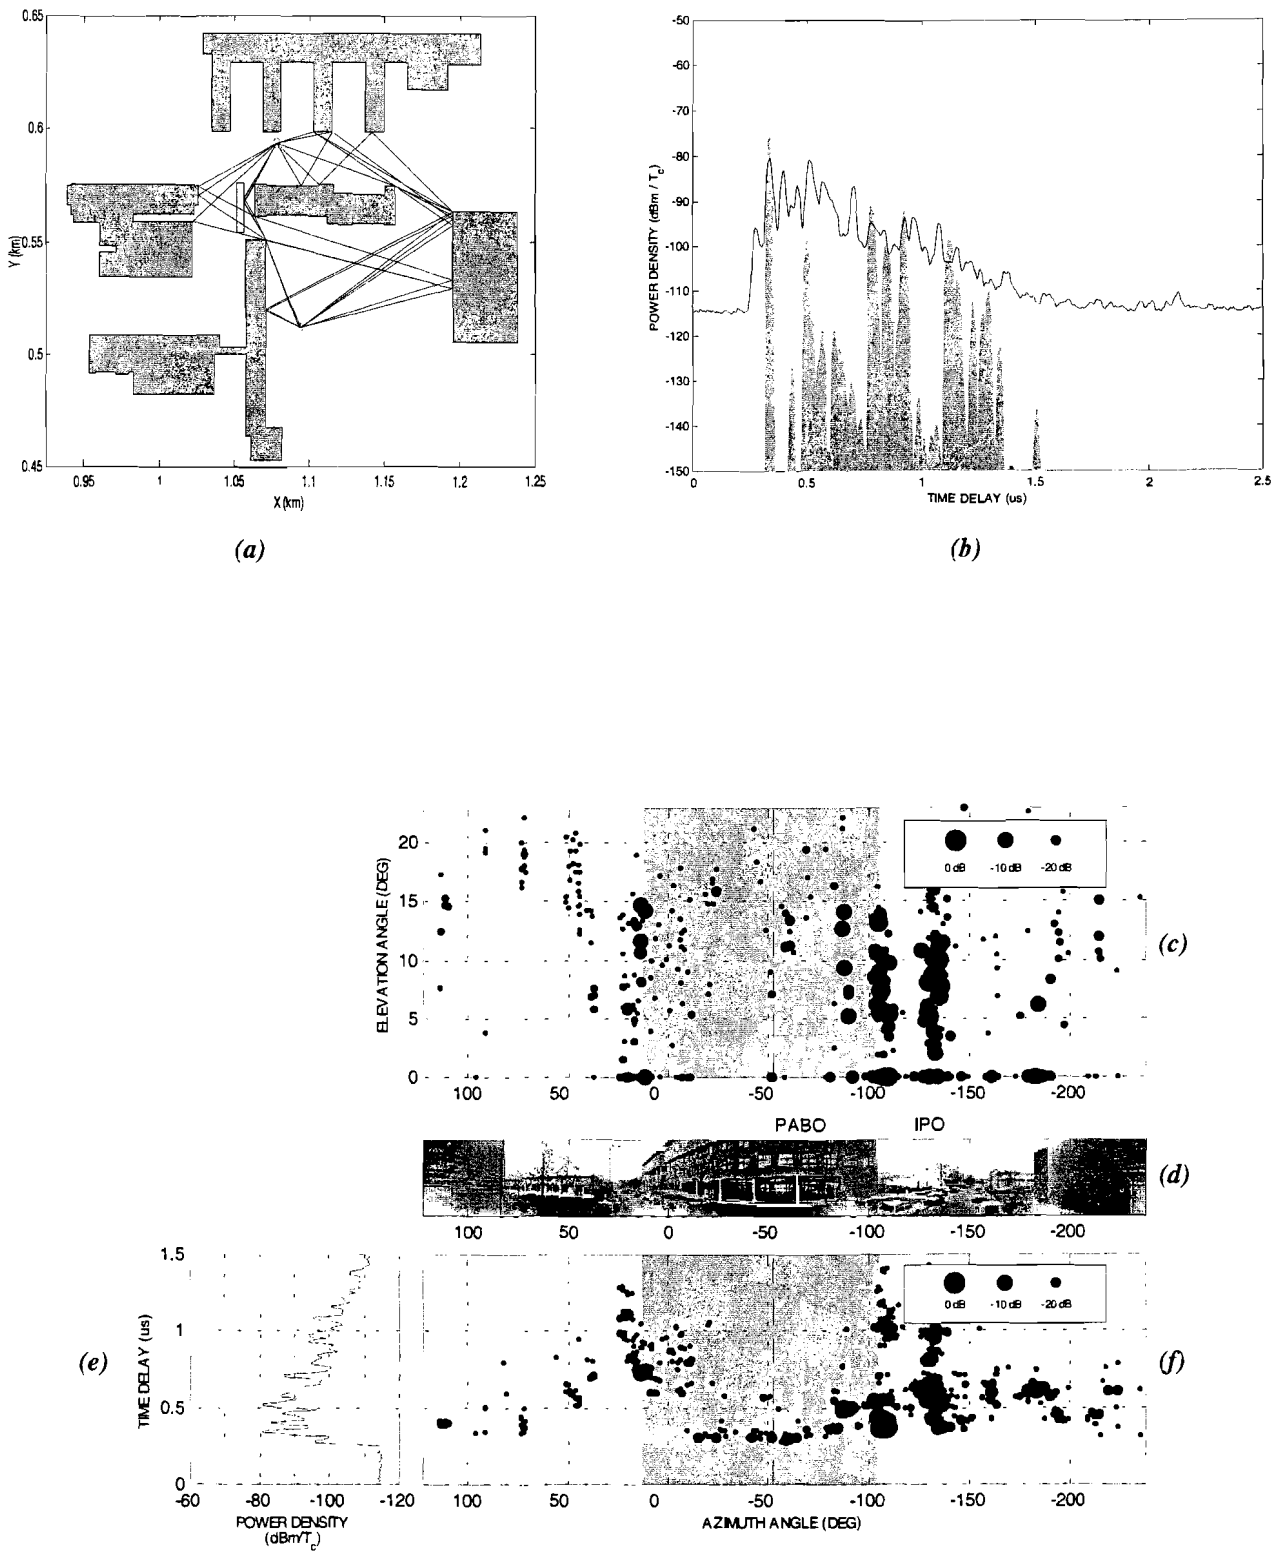 0.65
0.6
0.55
0.5
0.45
Y (km)
0.95 1 1.05 1.1 1.15 1.2 1.25
X (km)
(a)
-50
-60
-70
-80
-90
-100
-110
-120
-130
-140
-150
POWER DENSITY (dBm / Tc)
0 0.5 1 1.5 2 2.5
TIME DELAY (us)
(b)
20
15
10
5
0
ELEVATION ANGLE (DEG)
0 dB -10 dB -20 dB
(c)
100 50 0 -50 -100 -150 -200
PABO IPO
(d)
100 50 0 -50 -100 -150 -200
1.5
1
0.5
0
TIME DELAY (us)
(e)
-60 -80 -100 -120
POWER DENSITY
(dBm/Tc)
0 dB -10 dB -20 dB
(f)
100 50 0 -50 -100 -150 -200
AZIMUTH ANGLE (DEG)